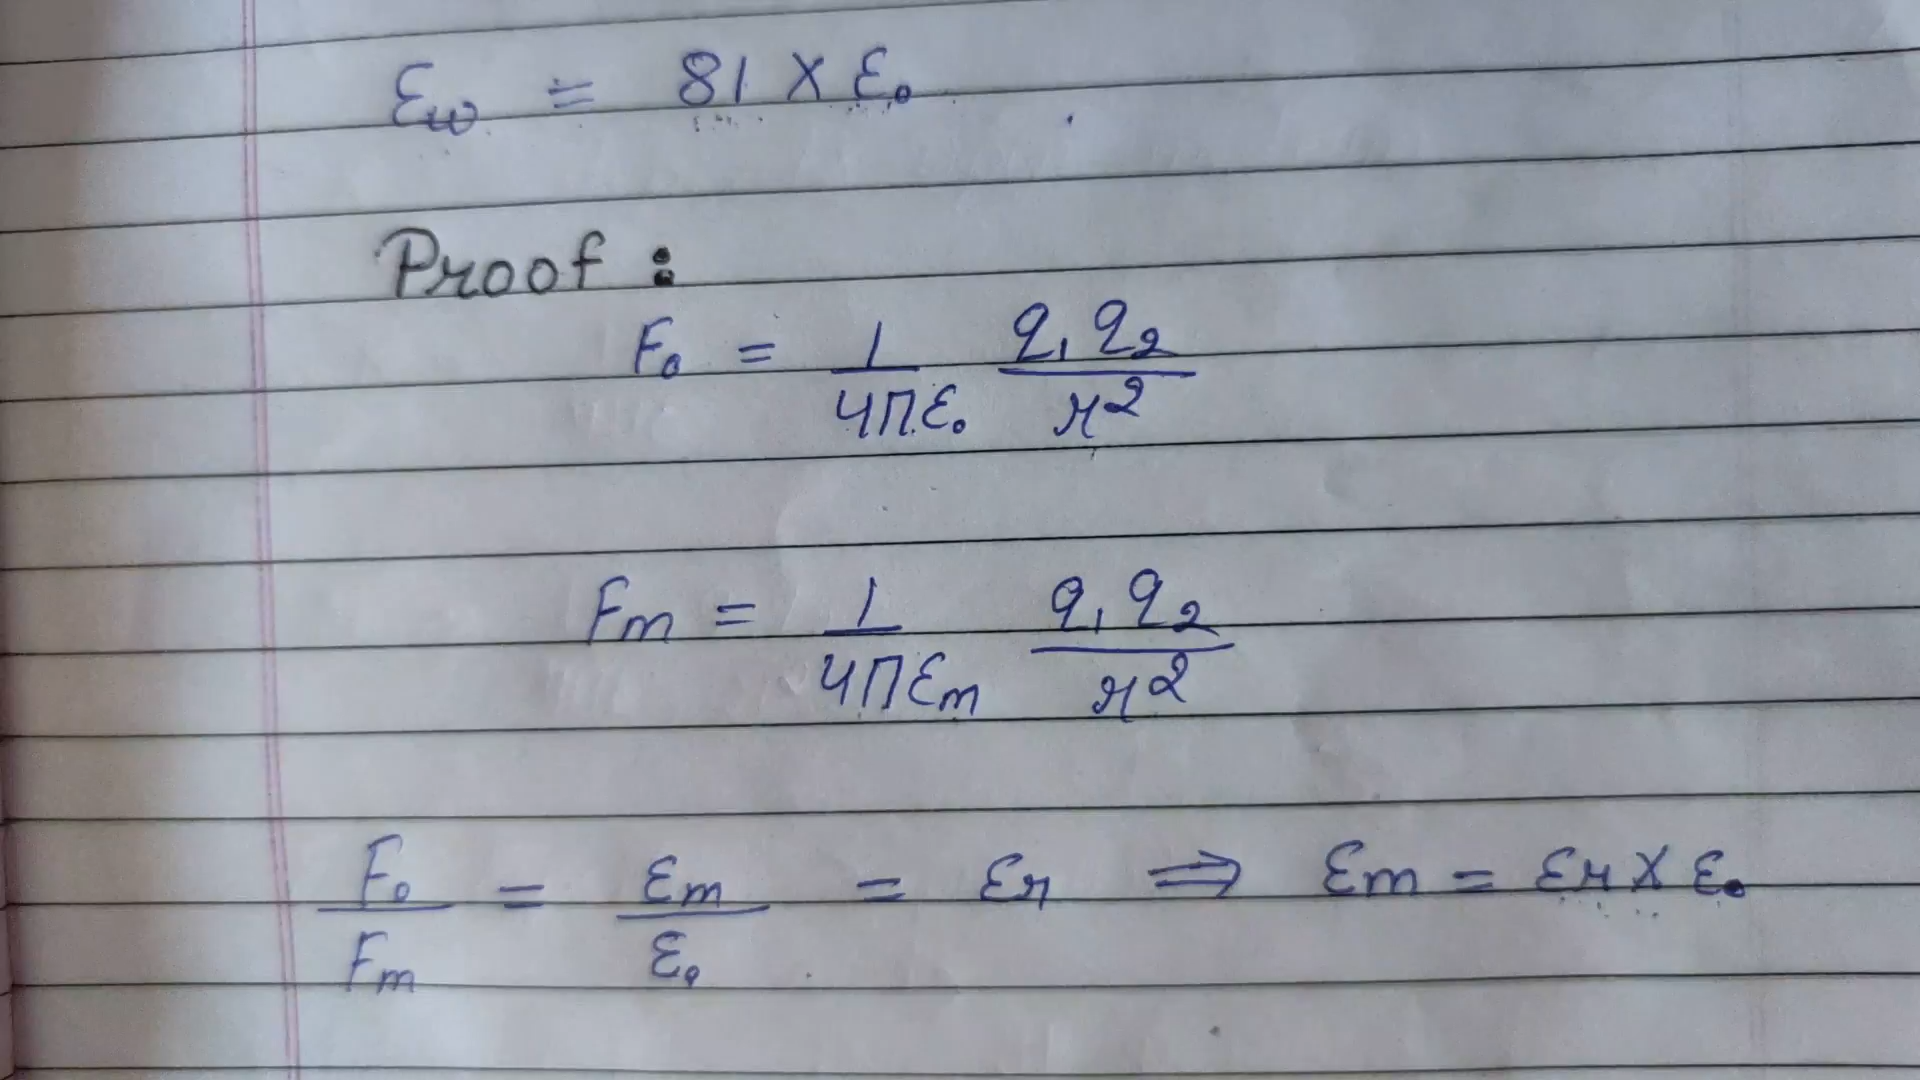 εw = 81 × ε₀
Proof :
F₀ = 1/4πε₀ q₁q₂/r²
Fm = 1/4πεm q₁q₂/r²
F₀/Fm = εm/ε₀ = εr ⇒ εm = εr × ε₀